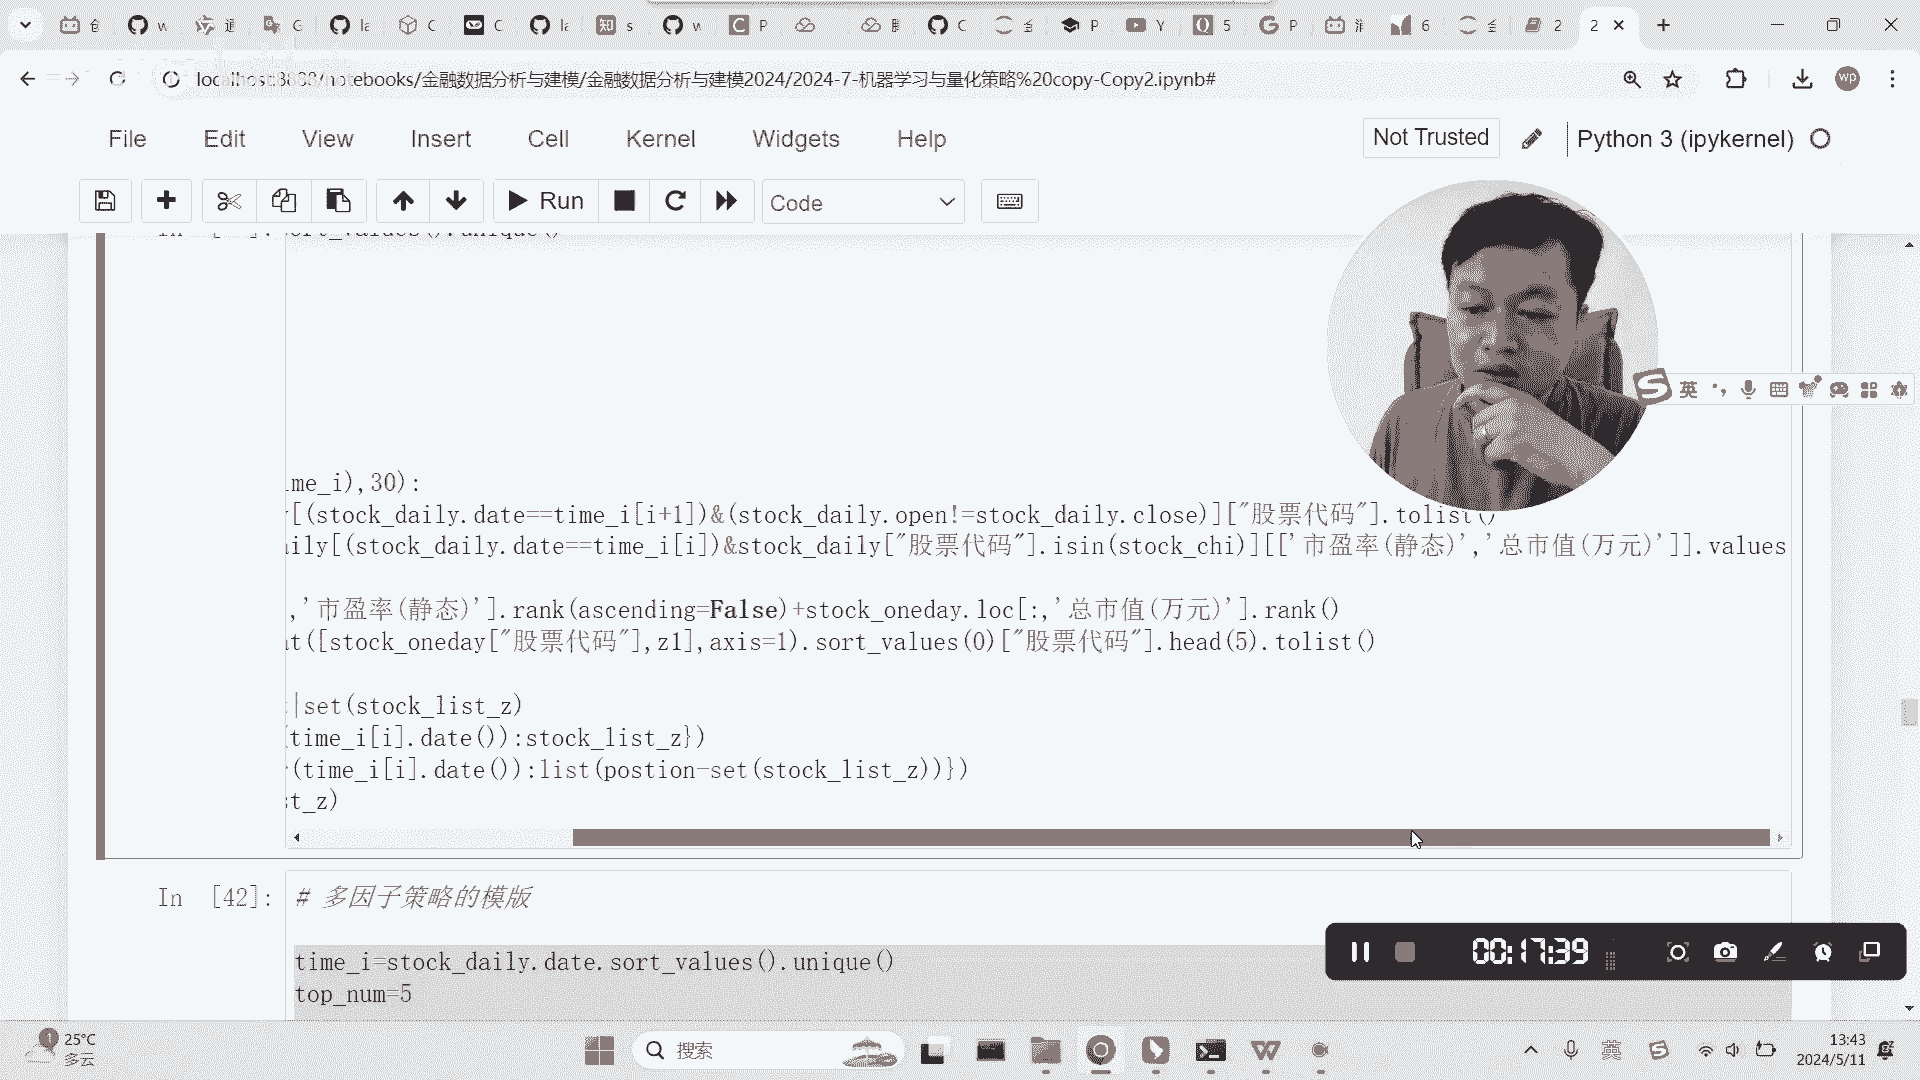 localhost:8888/notebooks/金融数据分析与建模/金融数据分析与建模2024/2024-7-机器学习与量化策略%20copy-Copy2.ipynb#
wp
File Edit View Insert Cell Kernel Widgets Help
Not Trusted
Python 3 (ipykernel)
Run
Code
英
ime_i),30):
[(stock_daily.date==time_i[i+1])&(stock_daily.open!=stock_daily.close)]["股票代码"].tolist()
aily[(stock_daily.date==time_i[i])&stock_daily["股票代码"].isin(stock_chi)][['市盈率(静态)','总市值(万元)']].values
,'市盈率(静态)'].rank(ascending=False)+stock_oneday.loc[:,'总市值(万元)'].rank()
at([stock_oneday["股票代码"],z1],axis=1).sort_values(0)["股票代码"].head(5).tolist()
|set(stock_list_z)
(time_i[i].date()):stock_list_z})
(time_i[i].date()):list(postion-set(stock_list_z))})
st_z)
In [42]:
# 多因子策略的模版
time_i=stock_daily.date.sort_values().unique()
top_num=5
00:17:39
1
25°C
多云
搜索
英
13:43
2024/5/11